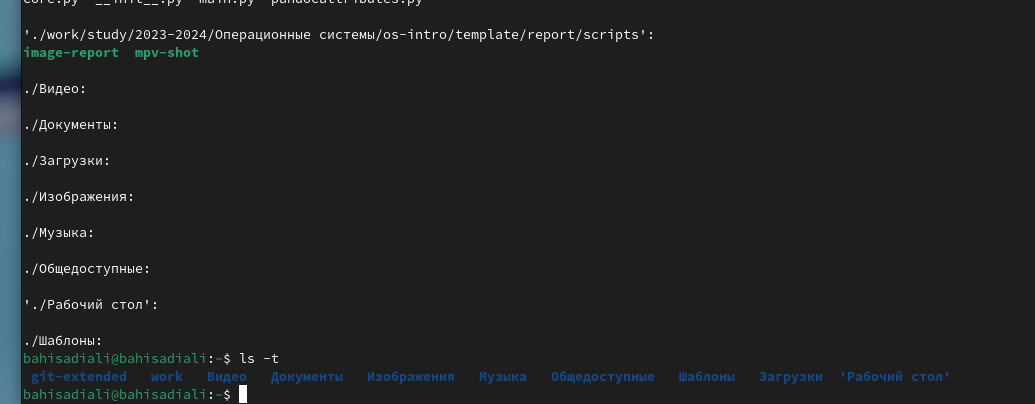 core.py __init__.py main.py pandocattributes.py
'./work/study/2023-2024/Операционные системы/os-intro/template/report/scripts':
image-report mpv-shot
./Видео:
./Документы:
./Загрузки:
./Изображения:
./Музыка:
./Общедоступные:
'./Рабочий стол':
./Шаблоны:
bahisadiali@bahisadiali:~$ ls -t
git-extended work Видео Документы Изображения Музыка Общедоступные Шаблоны Загрузки 'Рабочий стол'
bahisadiali@bahisadiali:~$